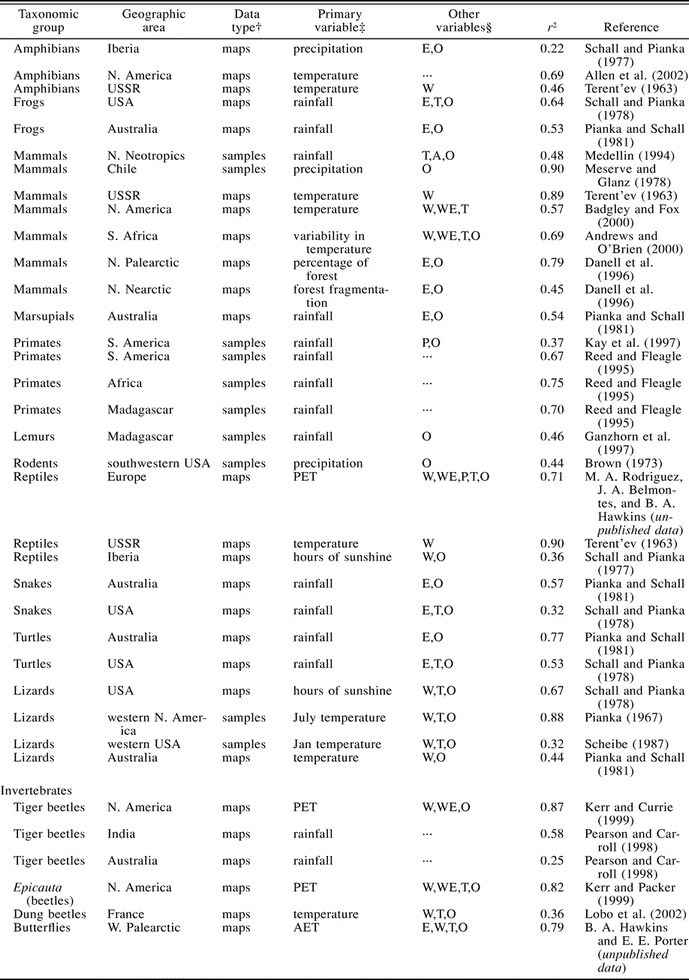 Taxonomic group Geographic area Data type† Primary variable‡ Other variables§ r² Reference
Amphibians Iberia maps precipitation E,O 0.22 Schall and Pianka (1977)
Amphibians N. America maps temperature ··· 0.69 Allen et al. (2002)
Amphibians USSR maps temperature W 0.46 Terent'ev (1963)
Frogs USA maps rainfall E,T,O 0.64 Schall and Pianka (1978)
Frogs Australia maps rainfall E,O 0.53 Pianka and Schall (1981)
Mammals N. Neotropics samples rainfall T,A,O 0.48 Medellin (1994)
Mammals Chile samples precipitation O 0.90 Meserve and Glanz (1978)
Mammals USSR maps temperature W 0.89 Terent'ev (1963)
Mammals N. America maps temperature W,WE,T 0.57 Badgley and Fox (2000)
Mammals S. Africa maps variability in temperature W,WE,T,O 0.69 Andrews and O'Brien (2000)
Mammals N. Palearctic maps percentage of forest E,O 0.79 Danell et al. (1996)
Mammals N. Nearctic maps forest fragmentation E,O 0.45 Danell et al. (1996)
Marsupials Australia maps rainfall E,O 0.54 Pianka and Schall (1981)
Primates S. America samples rainfall P,O 0.37 Kay et al. (1997)
Primates S. America samples rainfall ··· 0.67 Reed and Fleagle (1995)
Primates Africa samples rainfall ··· 0.75 Reed and Fleagle (1995)
Primates Madagascar samples rainfall ··· 0.70 Reed and Fleagle (1995)
Lemurs Madagascar samples rainfall O 0.46 Ganzhorn et al. (1997)
Rodents southwestern USA samples precipitation O 0.44 Brown (1973)
Reptiles Europe maps PET W,WE,P,T,O 0.71 M. A. Rodriguez, J. A. Belmontes, and B. A. Hawkins (unpublished data)
Reptiles USSR maps temperature W 0.90 Terent'ev (1963)
Reptiles Iberia maps hours of sunshine W,O 0.36 Schall and Pianka (1977)
Snakes Australia maps rainfall E,O 0.57 Pianka and Schall (1981)
Snakes USA maps rainfall E,T,O 0.32 Schall and Pianka (1978)
Turtles Australia maps rainfall E,O 0.77 Pianka and Schall (1981)
Turtles USA maps rainfall E,T,O 0.53 Schall and Pianka (1978)
Lizards USA maps hours of sunshine W,T,O 0.67 Schall and Pianka (1978)
Lizards western N. America samples July temperature W,T,O 0.88 Pianka (1967)
Lizards western USA samples Jan temperature W,T,O 0.32 Scheibe (1987)
Lizards Australia maps temperature W,O 0.44 Pianka and Schall (1981)
Invertebrates
Tiger beetles N. America maps PET W,WE,O 0.87 Kerr and Currie (1999)
Tiger beetles India maps rainfall ··· 0.58 Pearson and Carroll (1998)
Tiger beetles Australia maps rainfall ··· 0.25 Pearson and Carroll (1998)
Epicauta (beetles) N. America maps PET W,WE,T,O 0.82 Kerr and Packer (1999)
Dung beetles France maps temperature W,T,O 0.36 Lobo et al. (2002)
Butterflies W. Palearctic maps AET E,W,T,O 0.79 B. A. Hawkins and E. E. Porter (unpublished data)